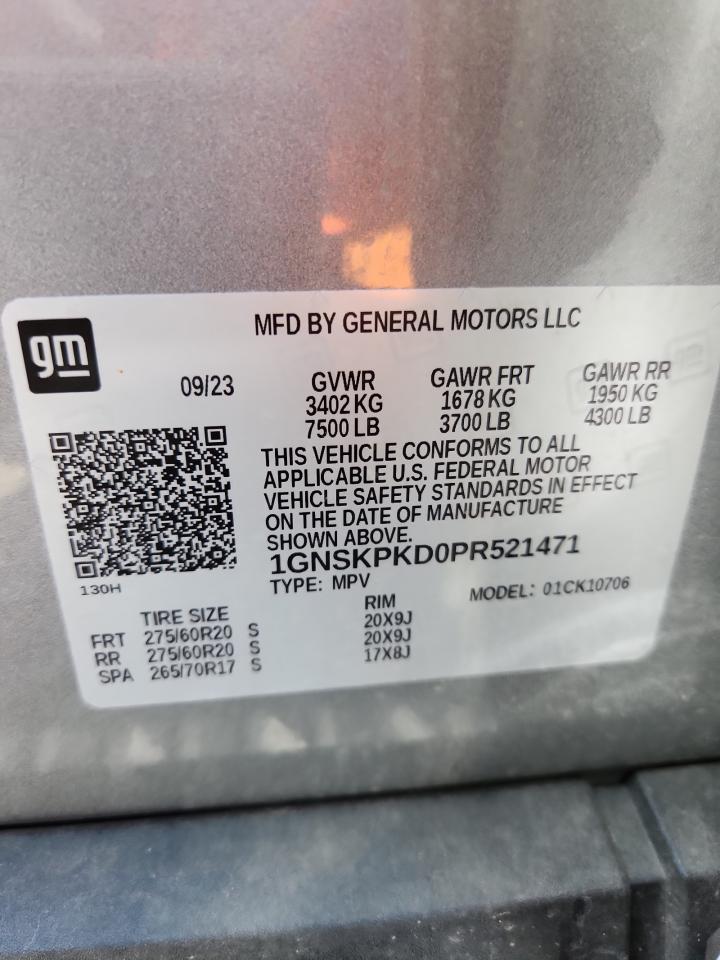 gm
MFD BY GENERAL MOTORS LLC
09/23 GVWR GAWR FRT GAWR RR
3402 KG 1678 KG 1950 KG
7500 LB 3700 LB 4300 LB
THIS VEHICLE CONFORMS TO ALL
APPLICABLE U.S. FEDERAL MOTOR
VEHICLE SAFETY STANDARDS IN EFFECT
ON THE DATE OF MANUFACTURE
SHOWN ABOVE.
1GNSKPKD0PR521471
130H
TYPE: MPV MODEL: 01CK10706
TIRE SIZE RIM
FRT 275/60R20 S 20X9J
RR 275/60R20 S 20X9J
SPA 265/70R17 S 17X8J